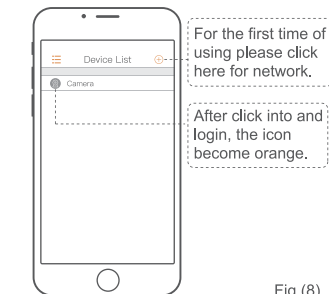 For the first time of
using please click
here for network.
Device List
Camera
After click into and
login, the icon
become orange.
Fig (8)